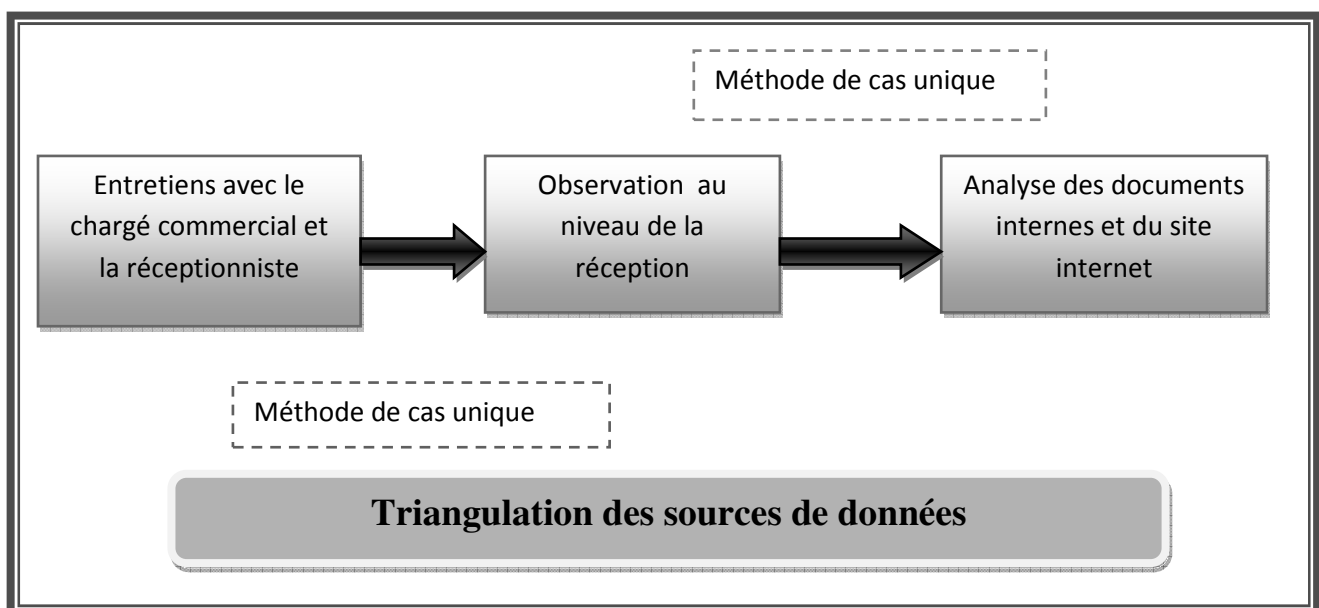 Méthode de cas unique
Entretiens avec le
chargé commercial et
la réceptionniste
Observation au
niveau de la
réception
Analyse des documents
internes et du site
internet
Méthode de cas unique
Triangulation des sources de données